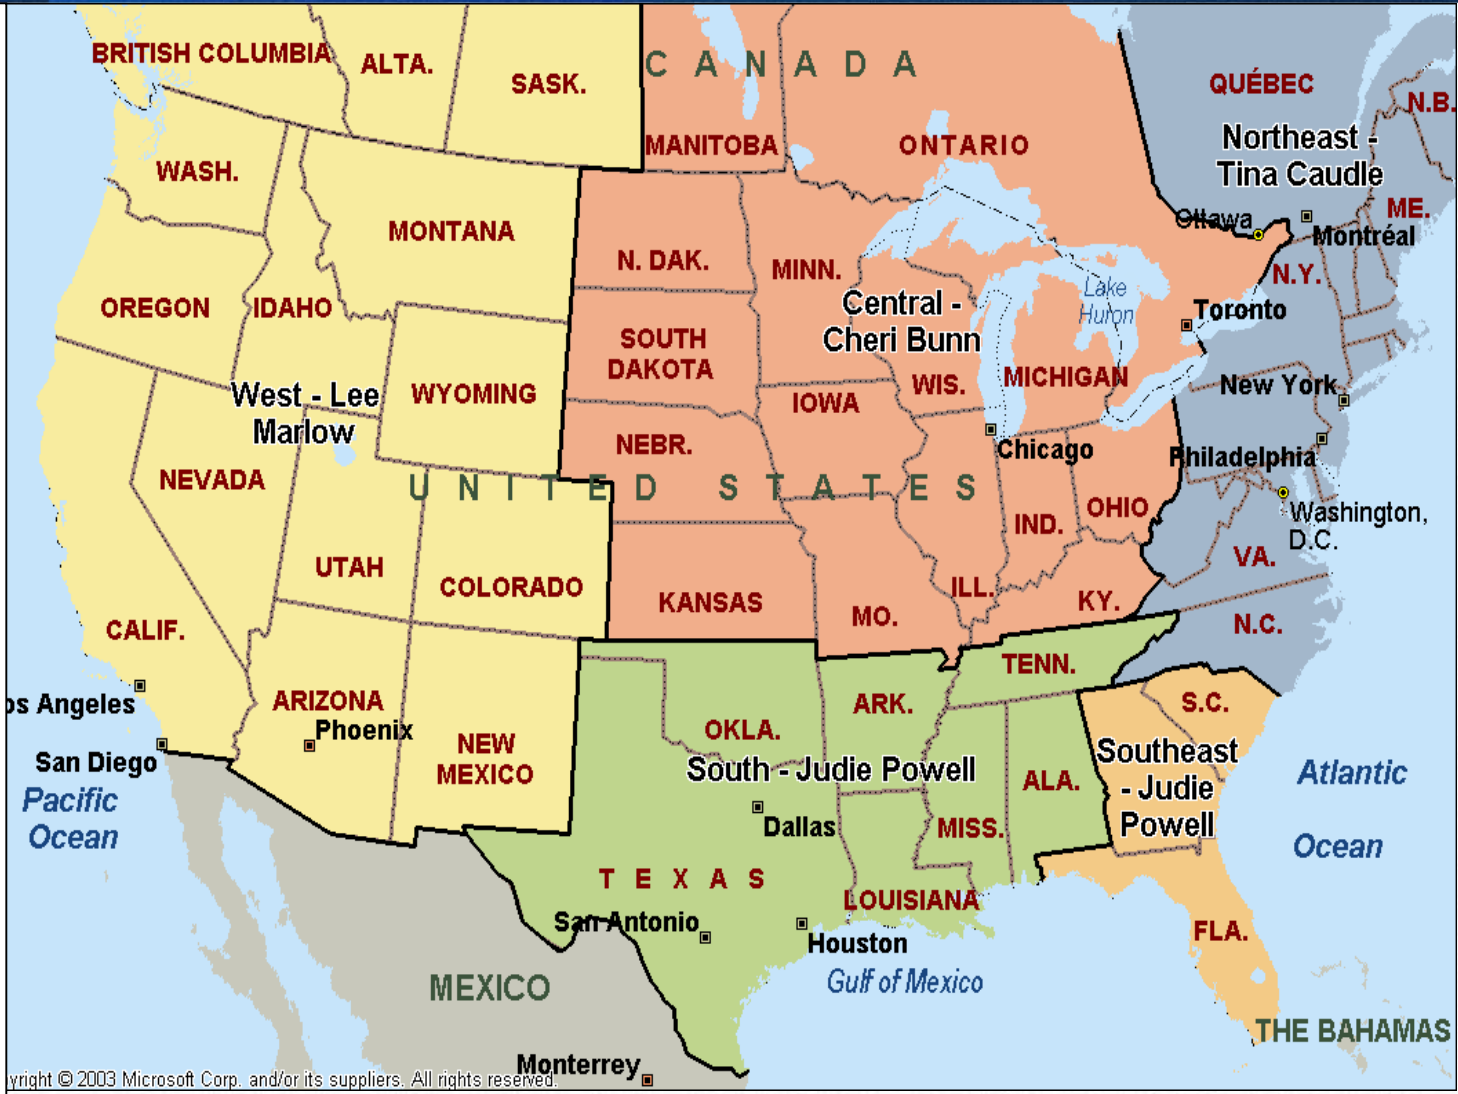 BRITISH COLUMBIA
ALTA.
SASK.
CANADA
MANITOBA
ONTARIO
QUÉBEC
N.B.
Northeast -
Tina Caudle
WASH.
MONTANA
N. DAK.
MINN.
Ottawa
Montréal
ME.
N.Y.
OREGON
IDAHO
SOUTH
DAKOTA
Central -
Cheri Bunn
Lake
Huron
Toronto
West - Lee
Marlow
WYOMING
IOWA
WIS.
MICHIGAN
New York
NEVADA
NEBR.
Chicago
Philadelphia
UNITED STATES
UTAH
COLORADO
KANSAS
MO.
ILL.
IND.
OHIO
KY.
VA.
Washington,
D.C.
N.C.
CALIF.
os Angeles
San Diego
Pacific
Ocean
ARIZONA
Phoenix
NEW
MEXICO
OKLA.
ARK.
TENN.
S.C.
South - Judie Powell
Southeast
- Judie
Powell
Dallas
MISS.
ALA.
Atlantic
Ocean
TEXAS
LOUISIANA
San Antonio
Houston
FLA.
Gulf of Mexico
MEXICO
THE BAHAMAS
Monterrey
yright © 2003 Microsoft Corp. and/or its suppliers. All rights reserved.